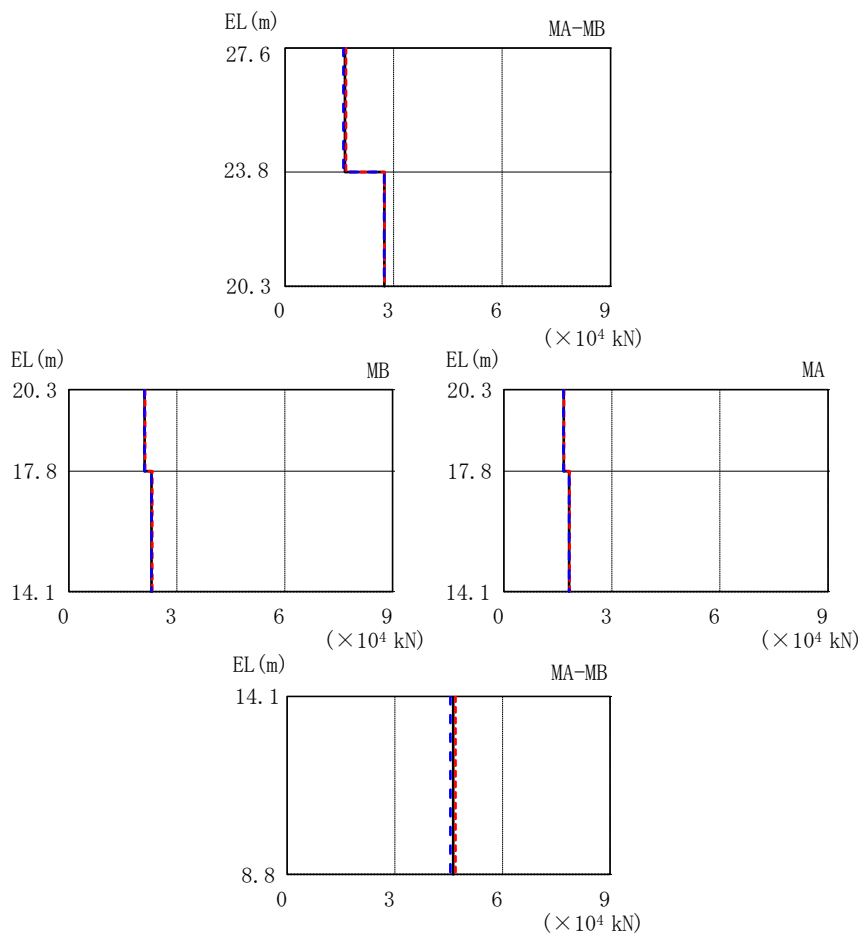 EL(m)
MA-MB
27.6
23.8
20.3
0 3 6 9
(×10⁴ kN)
EL(m)
MB
20.3
17.8
14.1
0 3 6 9
(×10⁴ kN)
EL(m)
MA
20.3
17.8
14.1
0 3 6 9
(×10⁴ kN)
EL(m)
MA-MB
14.1
8.8
0 3 6 9
(×10⁴ kN)